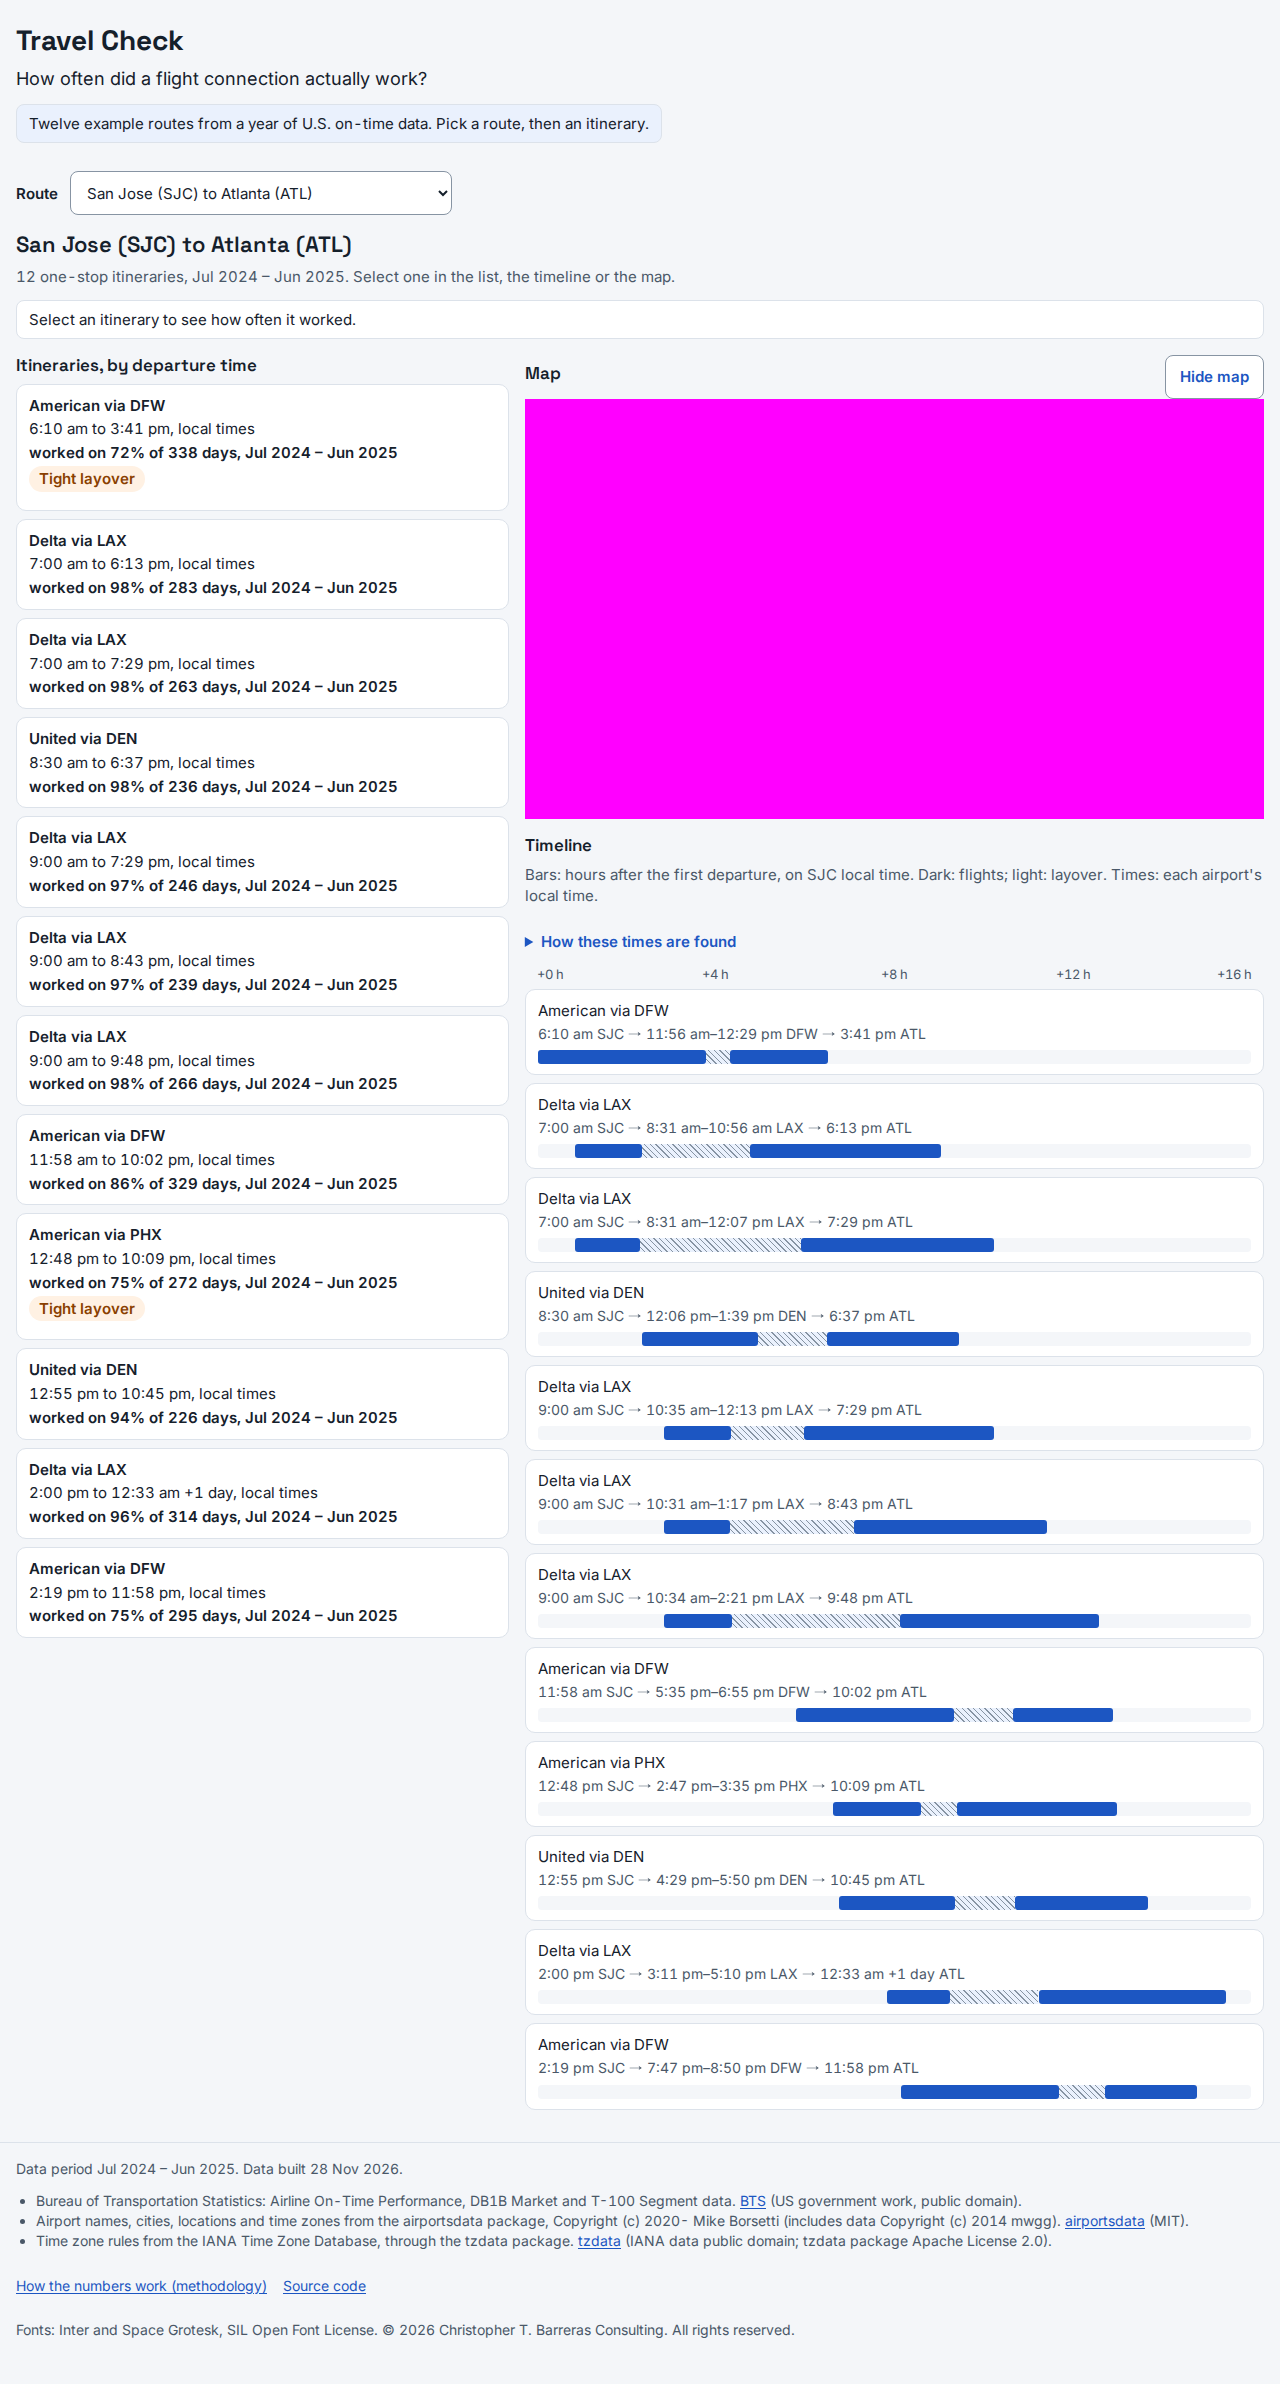 Travel Check
How often did a flight connection actually work?
Twelve example routes from a year of U.S. on-time data. Pick a route, then an itinerary.
Route
San Jose (SJC) to Atlanta (ATL)
San Jose (SJC) to Atlanta (ATL)
12 one-stop itineraries, Jul 2024 – Jun 2025. Select one in the list, the timeline or the map.
Select an itinerary to see how often it worked.
Itineraries, by departure time
American via DFW
6:10 am to 3:41 pm, local times
worked on 72% of 338 days, Jul 2024 – Jun 2025
Tight layover
Delta via LAX
7:00 am to 6:13 pm, local times
worked on 98% of 283 days, Jul 2024 – Jun 2025
Delta via LAX
7:00 am to 7:29 pm, local times
worked on 98% of 263 days, Jul 2024 – Jun 2025
United via DEN
8:30 am to 6:37 pm, local times
worked on 98% of 236 days, Jul 2024 – Jun 2025
Delta via LAX
9:00 am to 7:29 pm, local times
worked on 97% of 246 days, Jul 2024 – Jun 2025
Delta via LAX
9:00 am to 8:43 pm, local times
worked on 97% of 239 days, Jul 2024 – Jun 2025
Delta via LAX
9:00 am to 9:48 pm, local times
worked on 98% of 266 days, Jul 2024 – Jun 2025
American via DFW
11:58 am to 10:02 pm, local times
worked on 86% of 329 days, Jul 2024 – Jun 2025
American via PHX
12:48 pm to 10:09 pm, local times
worked on 75% of 272 days, Jul 2024 – Jun 2025
Tight layover
United via DEN
12:55 pm to 10:45 pm, local times
worked on 94% of 226 days, Jul 2024 – Jun 2025
Delta via LAX
2:00 pm to 12:33 am +1 day, local times
worked on 96% of 314 days, Jul 2024 – Jun 2025
American via DFW
2:19 pm to 11:58 pm, local times
worked on 75% of 295 days, Jul 2024 – Jun 2025
Map
Hide map
Timeline
Bars: hours after the first departure, on SJC local time. Dark: flights; light: layover. Times: each airport's
local time.
How these times are found
+0 h +4 h +8 h +12 h +16 h
American via DFW
6:10 am SJC → 11:56 am–12:29 pm DFW → 3:41 pm ATL
Delta via LAX
7:00 am SJC → 8:31 am–10:56 am LAX → 6:13 pm ATL
Delta via LAX
7:00 am SJC → 8:31 am–12:07 pm LAX → 7:29 pm ATL
United via DEN
8:30 am SJC → 12:06 pm–1:39 pm DEN → 6:37 pm ATL
Delta via LAX
9:00 am SJC → 10:35 am–12:13 pm LAX → 7:29 pm ATL
Delta via LAX
9:00 am SJC → 10:31 am–1:17 pm LAX → 8:43 pm ATL
Delta via LAX
9:00 am SJC → 10:34 am–2:21 pm LAX → 9:48 pm ATL
American via DFW
11:58 am SJC → 5:35 pm–6:55 pm DFW → 10:02 pm ATL
American via PHX
12:48 pm SJC → 2:47 pm–3:35 pm PHX → 10:09 pm ATL
United via DEN
12:55 pm SJC → 4:29 pm–5:50 pm DEN → 10:45 pm ATL
Delta via LAX
2:00 pm SJC → 3:11 pm–5:10 pm LAX → 12:33 am +1 day ATL
American via DFW
2:19 pm SJC → 7:47 pm–8:50 pm DFW → 11:58 pm ATL
Data period Jul 2024 – Jun 2025. Data built 28 Nov 2026.
Bureau of Transportation Statistics: Airline On-Time Performance, DB1B Market and T-100 Segment data. BTS (US government work, public domain).
Airport names, cities, locations and time zones from the airportsdata package, Copyright (c) 2020- Mike Borsetti (includes data Copyright (c) 2014 mwgg). airportsdata (MIT).
Time zone rules from the IANA Time Zone Database, through the tzdata package. tzdata (IANA data public domain; tzdata package Apache License 2.0).
How the numbers work (methodology) Source code
Fonts: Inter and Space Grotesk, SIL Open Font License. © 2026 Christopher T. Barreras Consulting. All rights reserved.